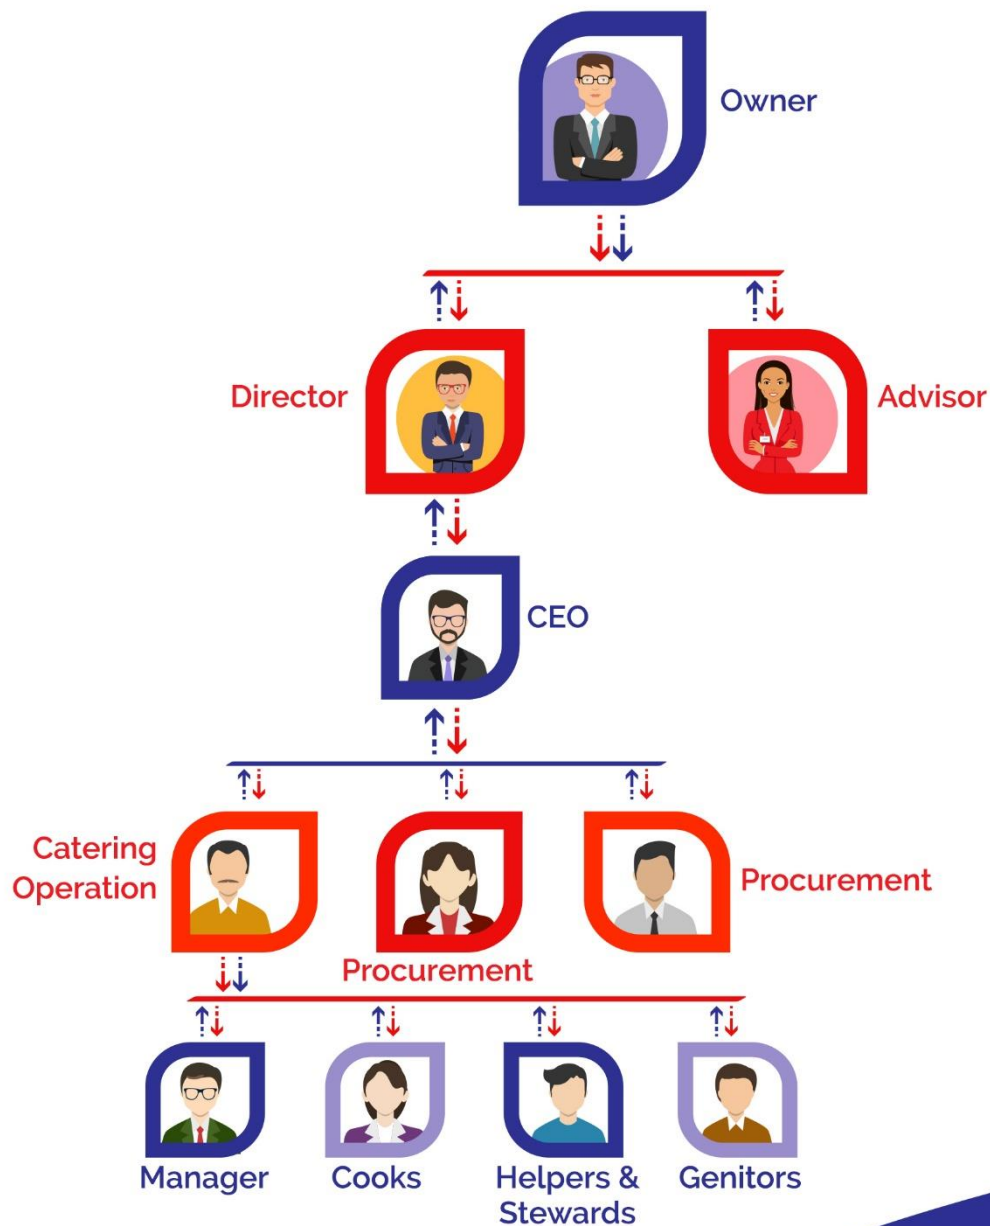 Owner
Director
Advisor
CEO
Catering
Operation
Procurement
Procurement
Manager
Cooks
Helpers &
Stewards
Genitors